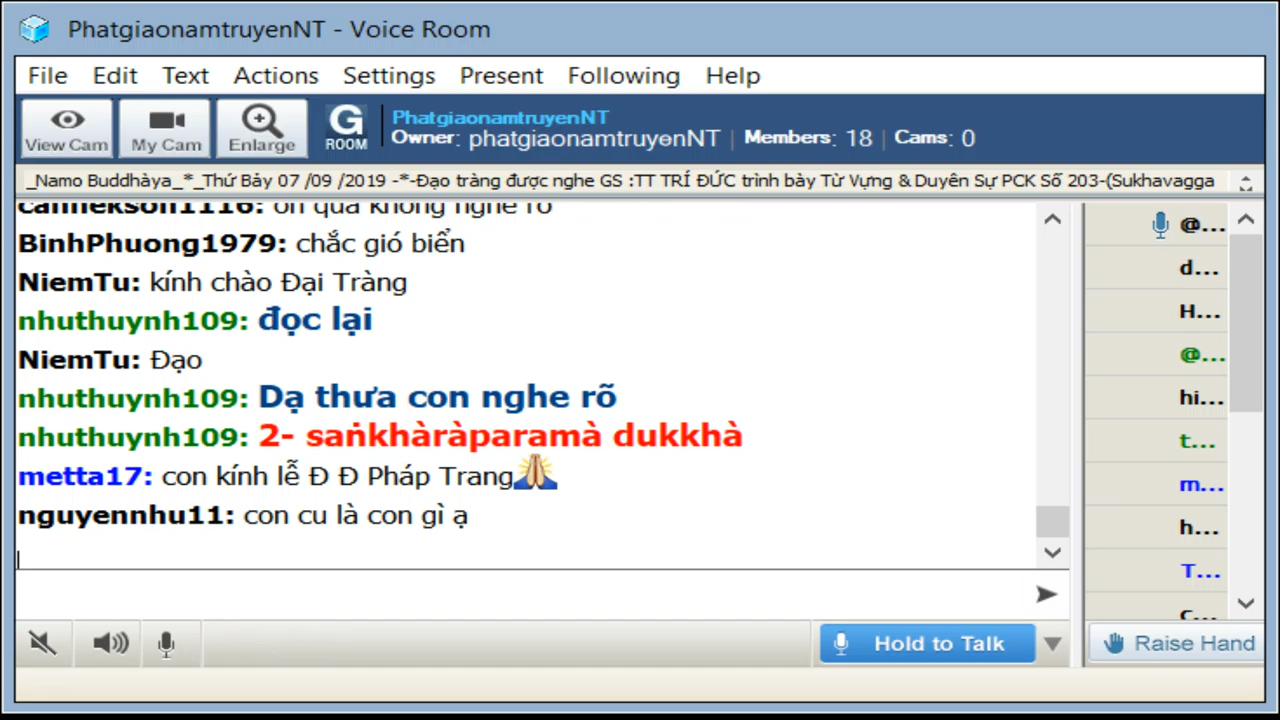 PhatgiaonamtruyenNT - Voice Room
File Edit Text Actions Settings Present Following Help
View Cam My Cam Enlarge G ROOM
PhatgiaonamtruyenNT
Owner: phatgiaonamtruyenNT | Members: 18 | Cams: 0
_Namo Buddhàya_*_Thứ Bảy 07 /09 /2019 -*-Đạo tràng được nghe GS :TT TRÍ ĐỨC trình bày Từ Vựng & Duyên Sự PCK Số 203-(Sukhavagga
không nghe rõ
BinhPhuong1979: chắc gió biển
NiemTu: kính chào Đại Tràng
nhuthuynh109: đọc lại
NiemTu: Đạo
nhuthuynh109: Dạ thưa con nghe rõ
nhuthuynh109: 2- saṅkhàràparamà dukkhà
metta17: con kính lễ Đ Đ Pháp Trang
nguyennhu11: con cu là con gì ạ
@...
d...
H...
@...
hi...
t...
m...
h...
T...
c...
Hold to Talk
Raise Hand